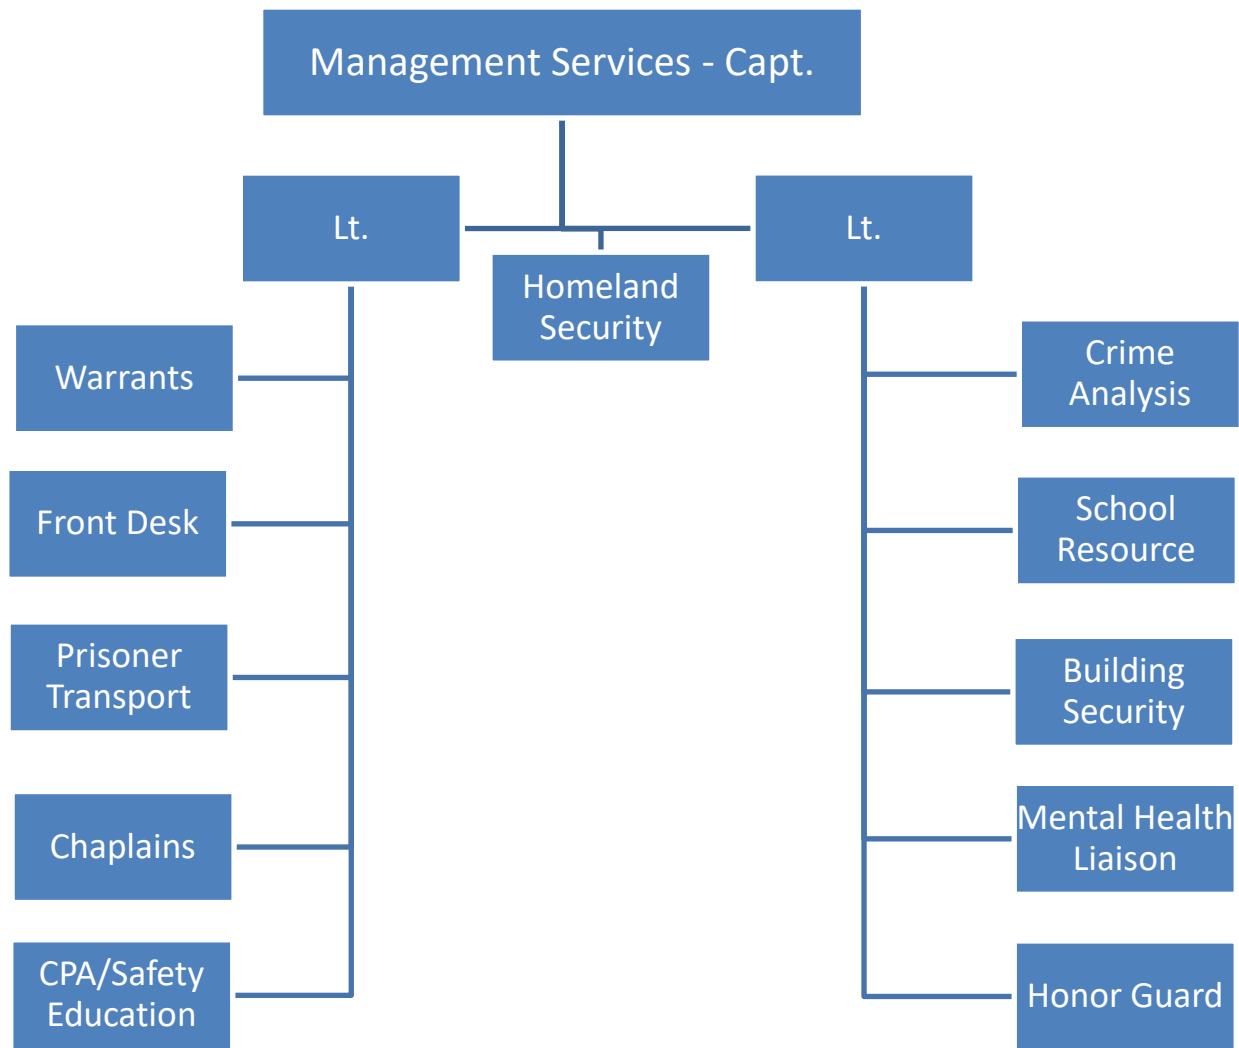 Management Services - Capt.
Lt.
Lt.
Homeland
Security
Warrants
Front Desk
Prisoner
Transport
Chaplains
CPA/Safety
Education
Crime
Analysis
School
Resource
Building
Security
Mental Health
Liaison
Honor Guard